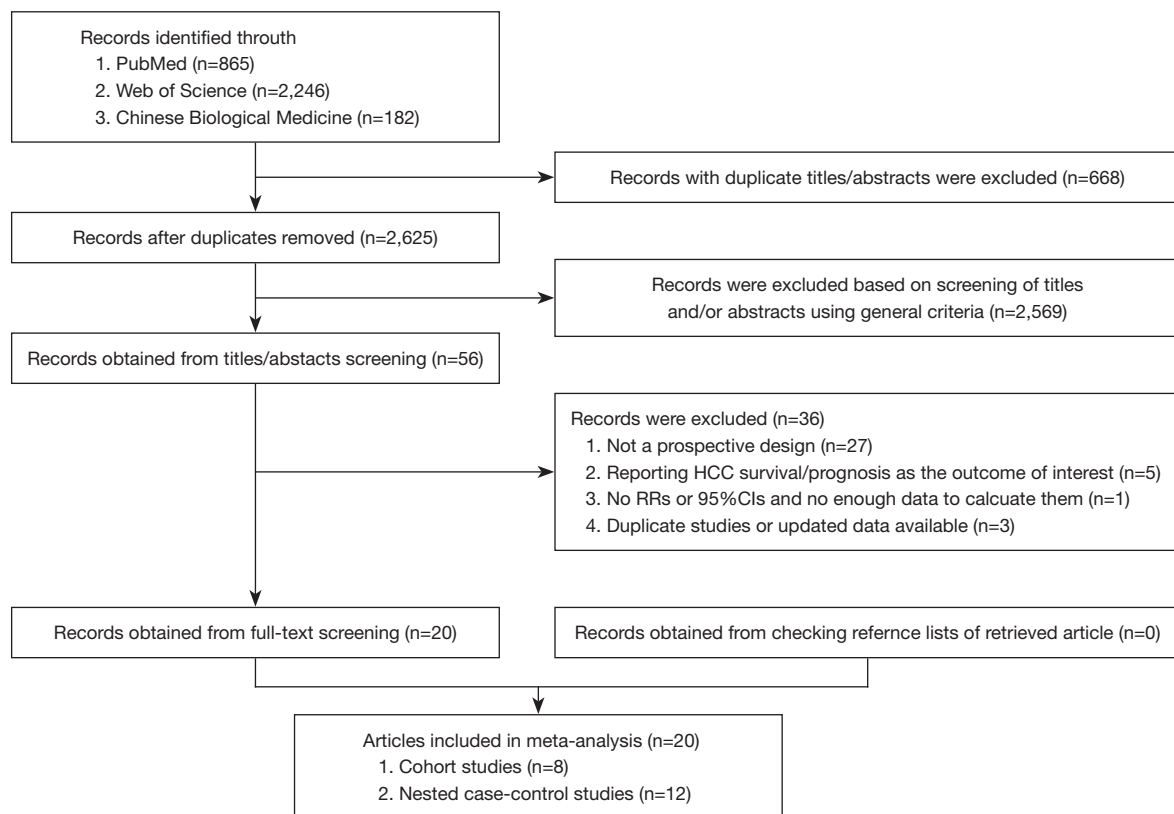 Records identified throuth
1. PubMed (n=865)
2. Web of Science (n=2,246)
3. Chinese Biological Medicine (n=182)
Records with duplicate titles/abstracts were excluded (n=668)
Records after duplicates removed (n=2,625)
Records were excluded based on screening of titles
and/or abstracts using general criteria (n=2,569)
Records obtained from titles/abstacts screening (n=56)
Records were excluded (n=36)
1. Not a prospective design (n=27)
2. Reporting HCC survival/prognosis as the outcome of interest (n=5)
3. No RRs or 95%CIs and no enough data to calcuate them (n=1)
4. Duplicate studies or updated data available (n=3)
Records obtained from full-text screening (n=20)
Records obtained from checking refernce lists of retrieved article (n=0)
Articles included in meta-analysis (n=20)
1. Cohort studies (n=8)
2. Nested case-control studies (n=12)